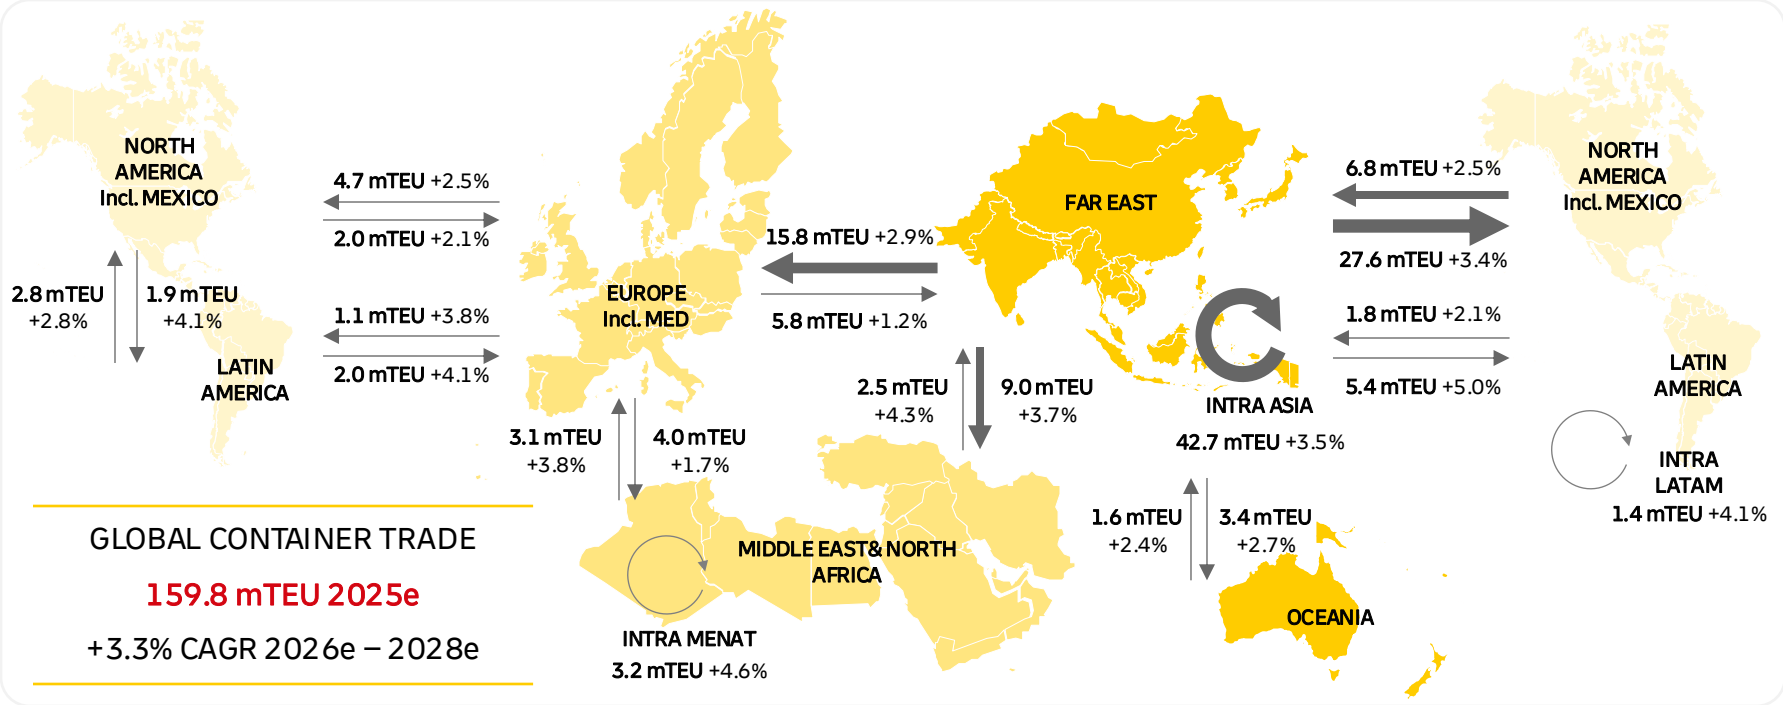 NORTH
AMERICA
Incl. MEXICO
4.7 mTEU +2.5%
2.0 mTEU +2.1%
2.8 mTEU
+2.8%
1.9 mTEU
+4.1%
1.1 mTEU +3.8%
2.0 mTEU +4.1%
LATIN
AMERICA
EUROPE
Incl. MED
15.8 mTEU +2.9%
5.8 mTEU +1.2%
FAR EAST
6.8 mTEU +2.5%
27.6 mTEU +3.4%
NORTH
AMERICA
Incl. MEXICO
1.8 mTEU +2.1%
5.4 mTEU +5.0%
LATIN
AMERICA
2.5 mTEU
+4.3%
9.0 mTEU
+3.7%
INTRA ASIA
42.7 mTEU +3.5%
3.1 mTEU
+3.8%
4.0 mTEU
+1.7%
INTRA
LATAM
1.4 mTEU +4.1%
1.6 mTEU
+2.4%
3.4 mTEU
+2.7%
MIDDLE EAST& NORTH
AFRICA
OCEANIA
INTRA MENAT
3.2 mTEU +4.6%
GLOBAL CONTAINER TRADE
159.8 mTEU 2025e
+3.3% CAGR 2026e – 2028e